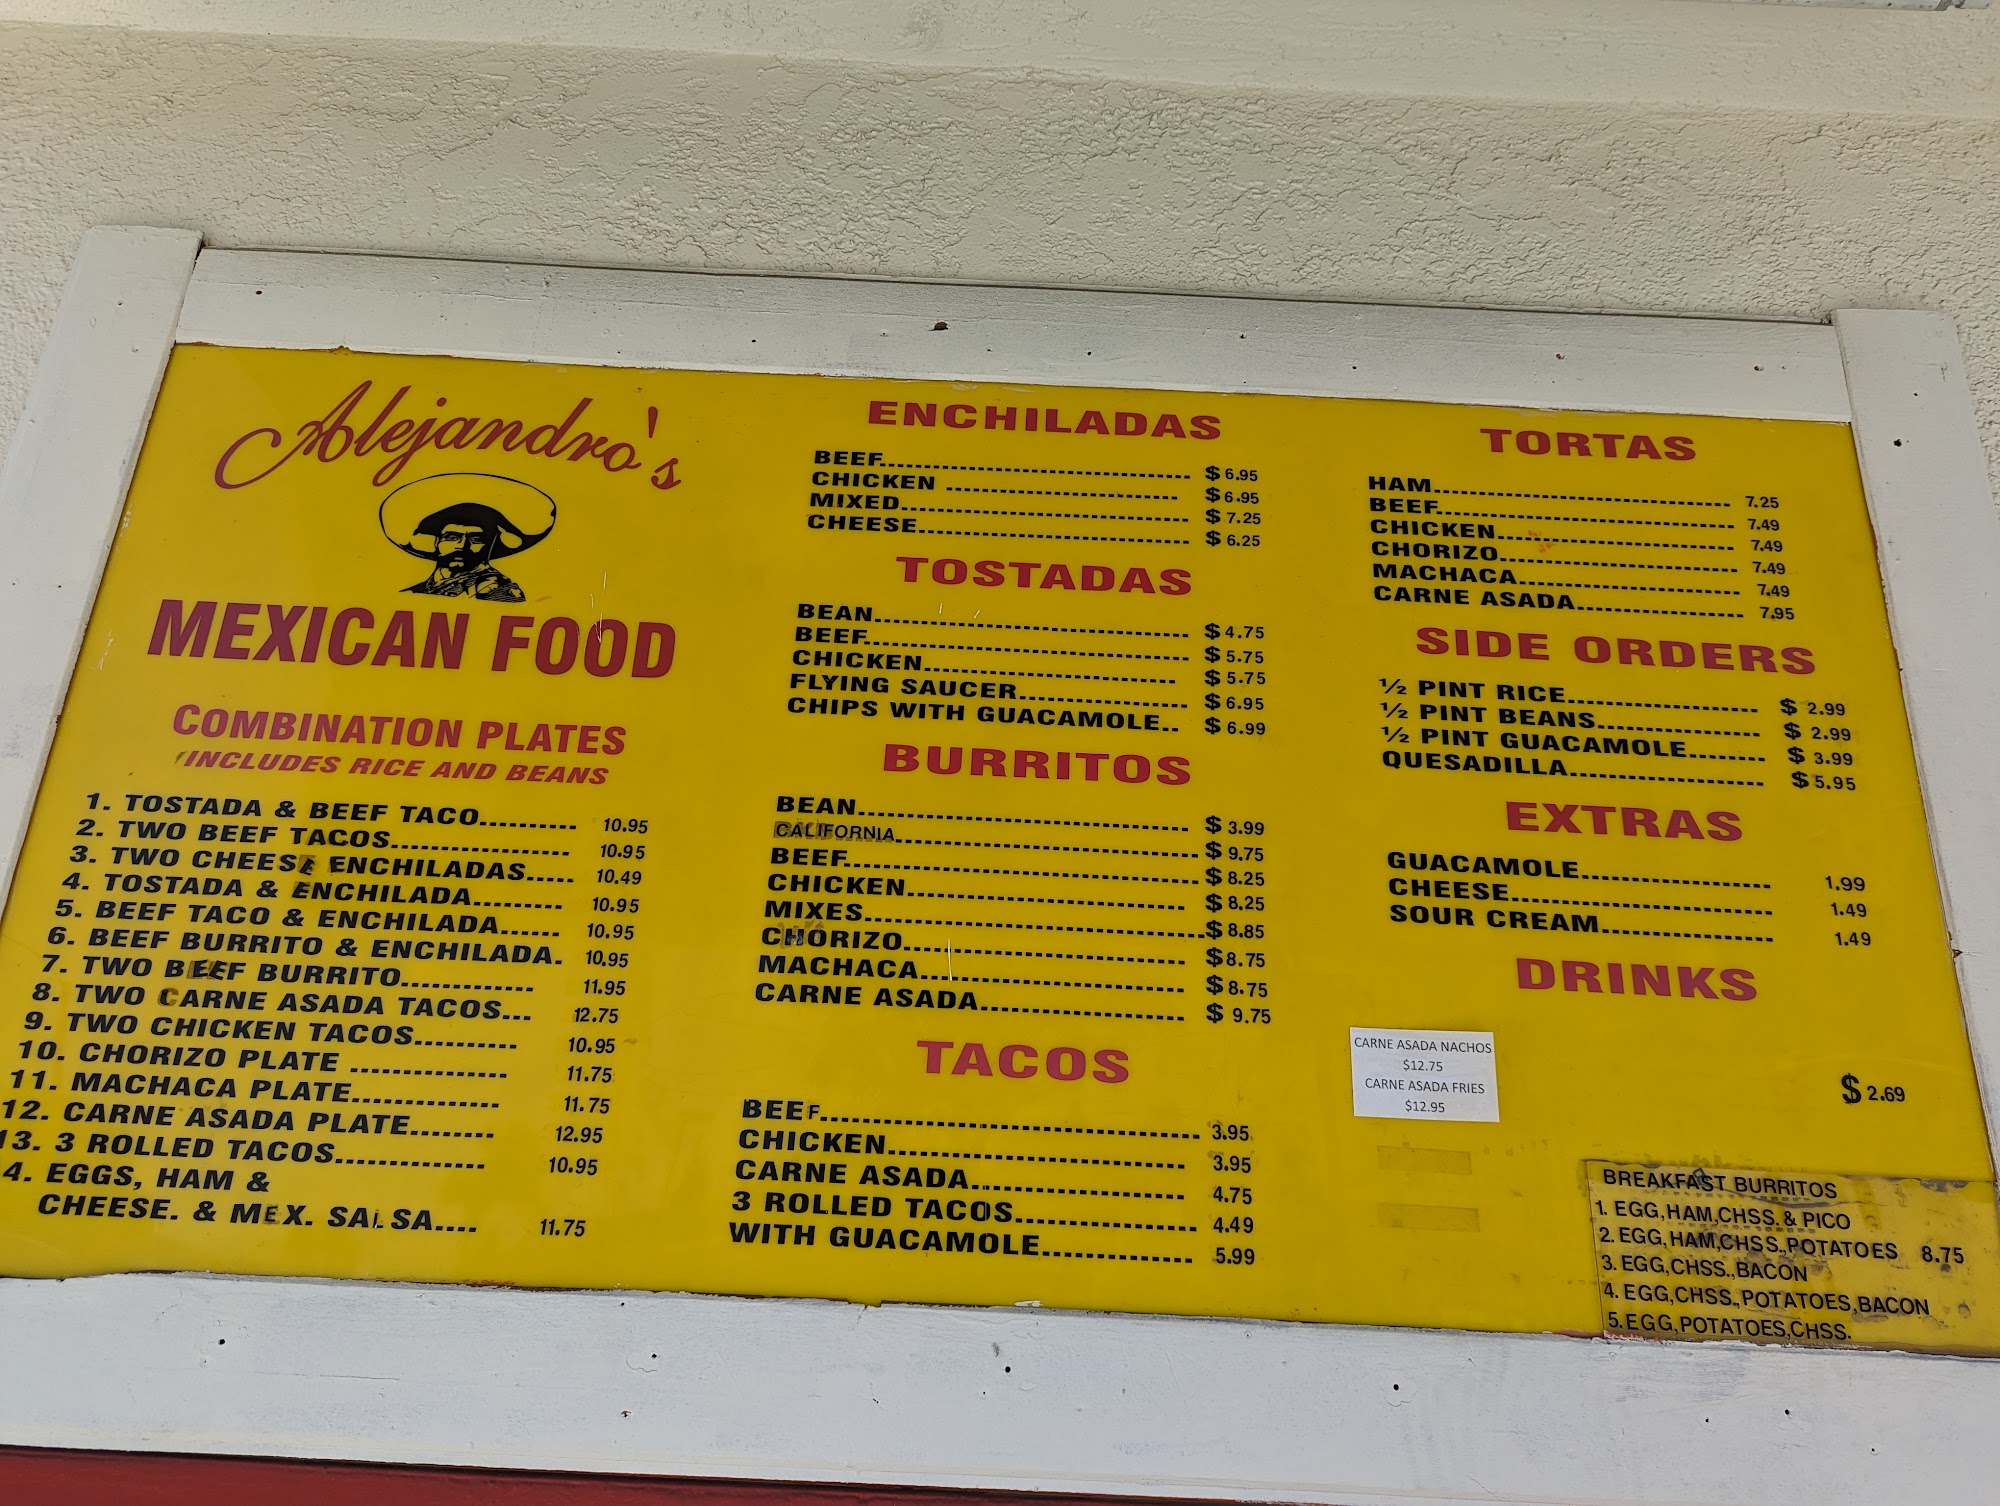 Alejandro's
MEXICAN FOOD
COMBINATION PLATES
INCLUDES RICE AND BEANS
1. TOSTADA & BEEF TACO.......... 10.95
2. TWO BEEF TACOS.................. 10.95
3. TWO CHEESE ENCHILADAS..... 10.49
4. TOSTADA & ENCHILADA......... 10.95
5. BEEF TACO & ENCHILADA...... 10.95
6. BEEF BURRITO & ENCHILADA. 10.95
7. TWO BEEF BURRITO............. 11.95
8. TWO CARNE ASADA TACOS... 12.75
9. TWO CHICKEN TACOS.......... 10.95
10. CHORIZO PLATE ............... 11.75
11. MACHACA PLATE.............. 11.75
12. CARNE ASADA PLATE........ 12.95
13. 3 ROLLED TACOS............... 10.95
4. EGGS, HAM &
CHEESE. & MEX. SALSA.... 11.75
ENCHILADAS
BEEF........................ $ 6.95
CHICKEN ........................ $ 6.95
MIXED........................ $ 7.25
CHEESE........................ $ 6.25
TOSTADAS
BEAN........................ $ 4.75
BEEF........................ $ 5.75
CHICKEN........................ $ 5.75
FLYING SAUCER................ $ 6.95
CHIPS WITH GUACAMOLE.. $ 6.99
BURRITOS
BEAN........................ $ 3.99
CALIFORNIA........................ $ 9.75
BEEF........................ $ 8.25
CHICKEN........................ $ 8.25
MIXES........................ $ 8.85
CHORIZO........................ $ 8.75
MACHACA........................ $ 8.75
CARNE ASADA.................... $ 9.75
TACOS
BEEF........................ 3.95
CHICKEN........................ 3.95
CARNE ASADA.................... 4.75
3 ROLLED TACOS................ 4.49
WITH GUACAMOLE............. 5.99
TORTAS
HAM........................ 7.25
BEEF........................ 7.49
CHICKEN........................ 7.49
CHORIZO........................ 7.49
MACHACA........................ 7.49
CARNE ASADA................ 7.95
SIDE ORDERS
½ PINT RICE................ $ 2.99
½ PINT BEANS.............. $ 2.99
½ PINT GUACAMOLE........ $ 3.99
QUESADILLA................ $ 5.95
EXTRAS
GUACAMOLE................ 1.99
CHEESE...................... 1.49
SOUR CREAM.............. 1.49
DRINKS
$ 2.69
CARNE ASADA NACHOS
$12.75
CARNE ASADA FRIES
$12.95
BREAKFAST BURRITOS
1. EGG,HAM,CHSS.& PICO
2. EGG,HAM,CHSS.,POTATOES 8.75
3. EGG,CHSS.,BACON
4. EGG,CHSS.,POTATOES,BACON
5. EGG,POTATOES,CHSS.